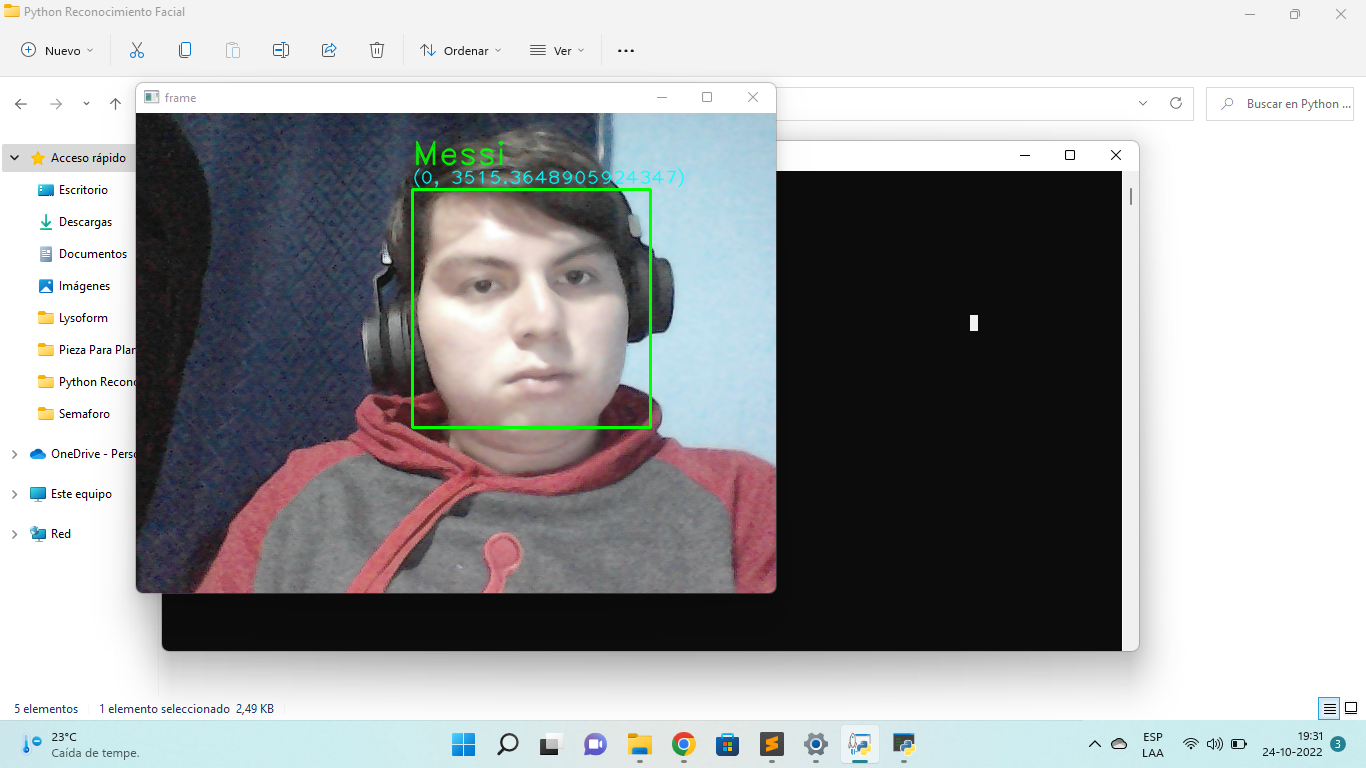 Python Reconocimiento Facial
Nuevo
Ordenar
Ver
frame
Buscar en Python ...
Messi
(0, 3515.3648905924347)
Acceso rápido
Escritorio
Descargas
Documentos
Imágenes
Lysoform
Pieza Para Plan
Python Recono
Semaforo
OneDrive - Perso
Este equipo
Red
5 elementos
1 elemento seleccionado 2,49 KB
23°C
Caída de tempe.
ESP
LAA
19:31
24-10-2022
3